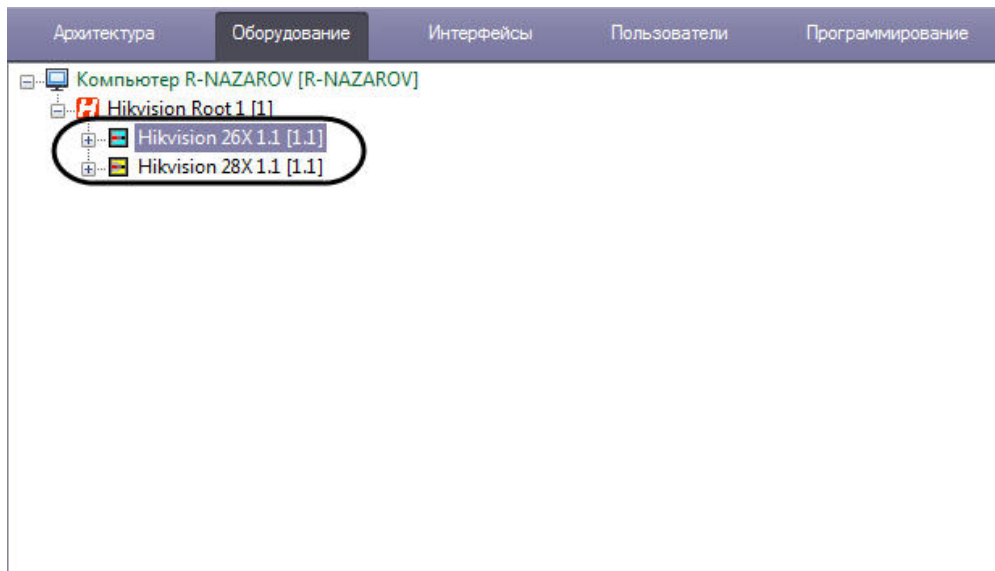 Архитектура Оборудование Интерфейсы Пользователи Программирование
Компьютер R-NAZAROV [R-NAZAROV]
Hikvision Root 1 [1]
Hikvision 26X 1.1 [1.1]
Hikvision 28X 1.1 [1.1]